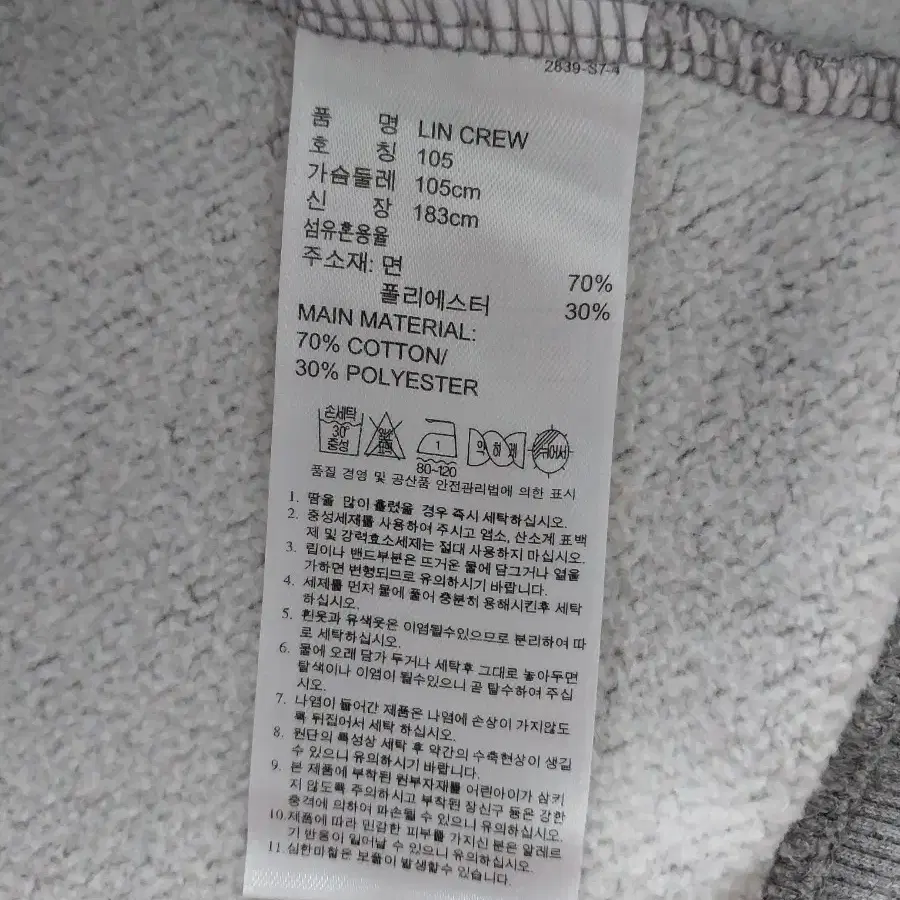 2839-S7-4
품 명 LIN CREW
호 칭 105
가슴둘레 105cm
신 장 183cm
섬유혼용율
주소재: 면 70%
폴리에스터 30%
MAIN MATERIAL:
70% COTTON/
30% POLYESTER
손세탁 30° 중성 1 80~120 약하게 뉘어서
품질 경영 및 공산품 안전관리법에 의한 표시
1. 땀을 많이 흘렸을 경우 즉시 세탁하십시오.
2. 중성세제를 사용하여 주시고 염소, 산소계 표백
제 및 강력효소세제는 절대 사용하지 마십시오.
3. 립이나 밴드부분은 뜨거운 물에 담그거나 열을
가하면 변형되므로 유의하시기 바랍니다.
4. 세제를 먼저 물에 풀어 충분히 용해시킨후 세탁
하십시오.
5. 흰옷과 유색옷은 이염될수있으므로 분리하여 따
로 세탁하십시오.
6. 물에 오래 담가 두거나 세탁후 그대로 놓아두면
탈색이나 이염이 될수있으니 곧 탈수하여 주십
시오.
7. 나염이 들어간 제품은 나염에 손상이 가지않도
록 뒤집어서 세탁 하십시오.
8. 원단의 특성상 세탁 후 약간의 수축현상이 생길
수 있으니 유의하시기 바랍니다.
9. 본 제품에 부착된 원부자재를 어린아이가 삼키
지 않도록 주의하시고 부착된 장신구 등은 강한
충격에 의하여 파손될 수 있으니 유의하십시오.
10.제품에 따라 민감한 피부를 가지신 분은 알레르
기 반응이 일어날 수 있으니 유의하십시오.
11.심한마찰은 보풀이 발생할수 있습니다.